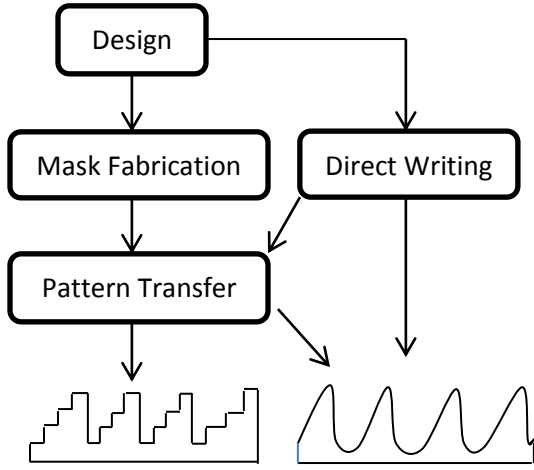 Design
Mask Fabrication
Direct Writing
Pattern Transfer